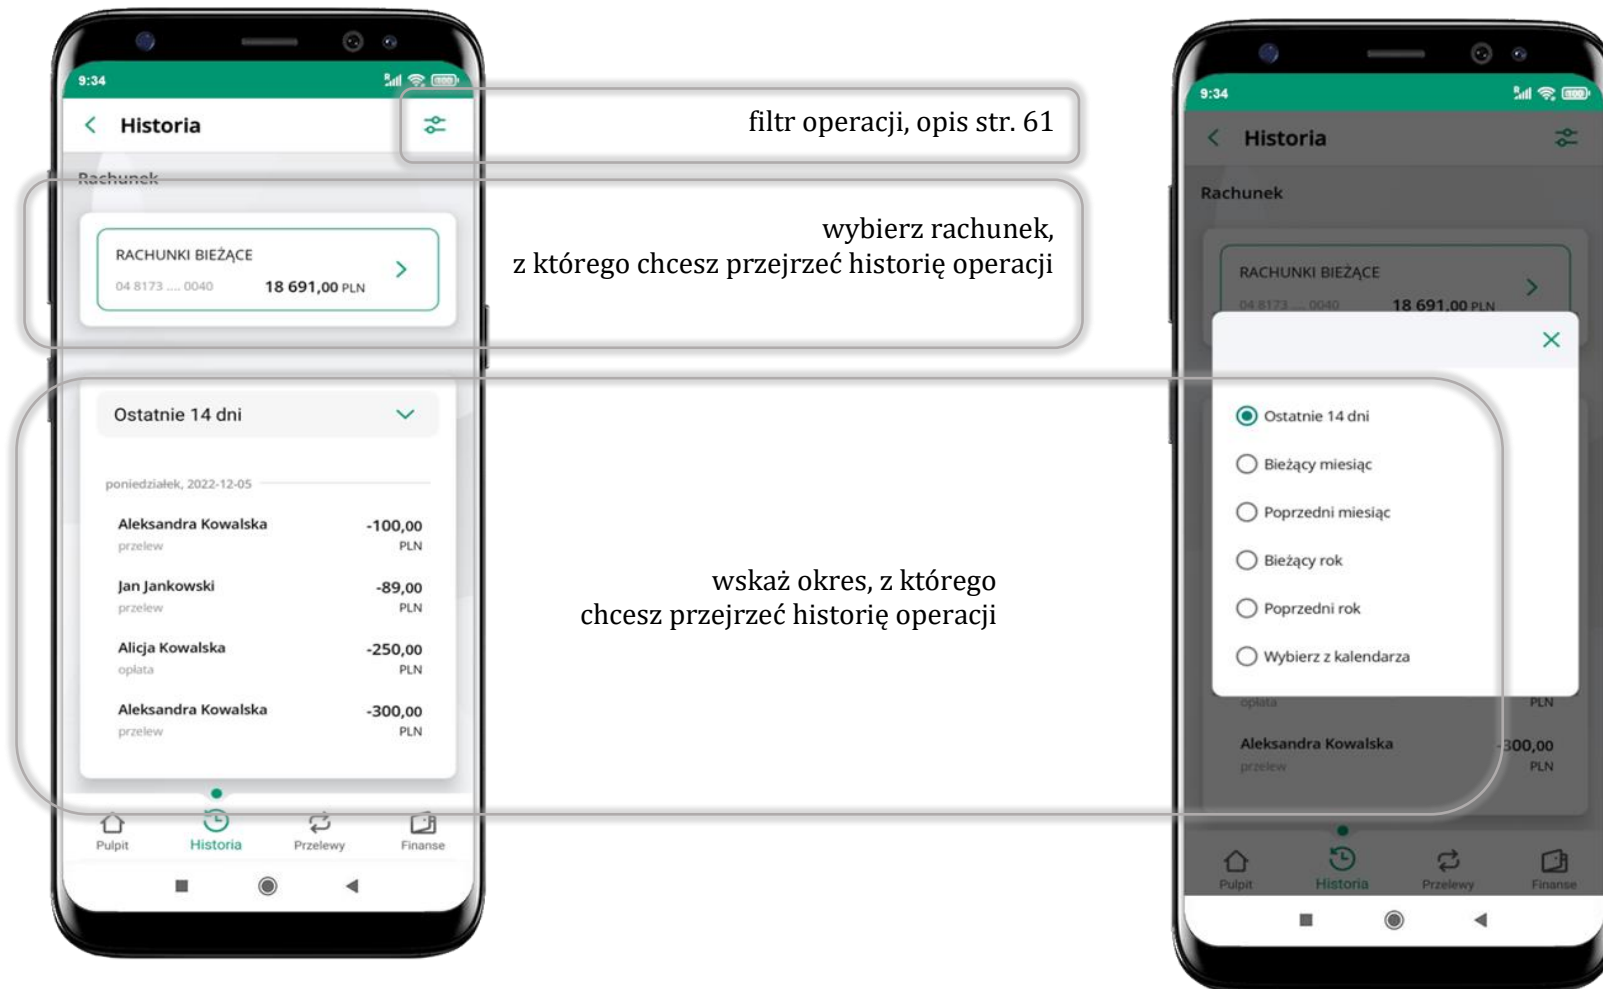 9:34
Historia
Rachunek
RACHUNKI BIEŻĄCE
04 8173 .... 0040 18 691,00 PLN
Ostatnie 14 dni
poniedziałek, 2022-12-05
Aleksandra Kowalska -100,00
przelew PLN
Jan Jankowski -89,00
przelew PLN
Alicja Kowalska -250,00
opłata PLN
Aleksandra Kowalska -300,00
przelew PLN
Pulpit Historia Przelewy Finanse
filtr operacji, opis str. 61
wybierz rachunek,
z którego chcesz przejrzeć historię operacji
wskaż okres, z którego
chcesz przejrzeć historię operacji
9:34
Historia
Rachunek
RACHUNKI BIEŻĄCE
04 8173 .... 0040 18 691,00 PLN
Ostatnie 14 dni
Bieżący miesiąc
Poprzedni miesiąc
Bieżący rok
Poprzedni rok
Wybierz z kalendarza
opłata PLN
Aleksandra Kowalska -300,00
przelew PLN
Pulpit Historia Przelewy Finanse